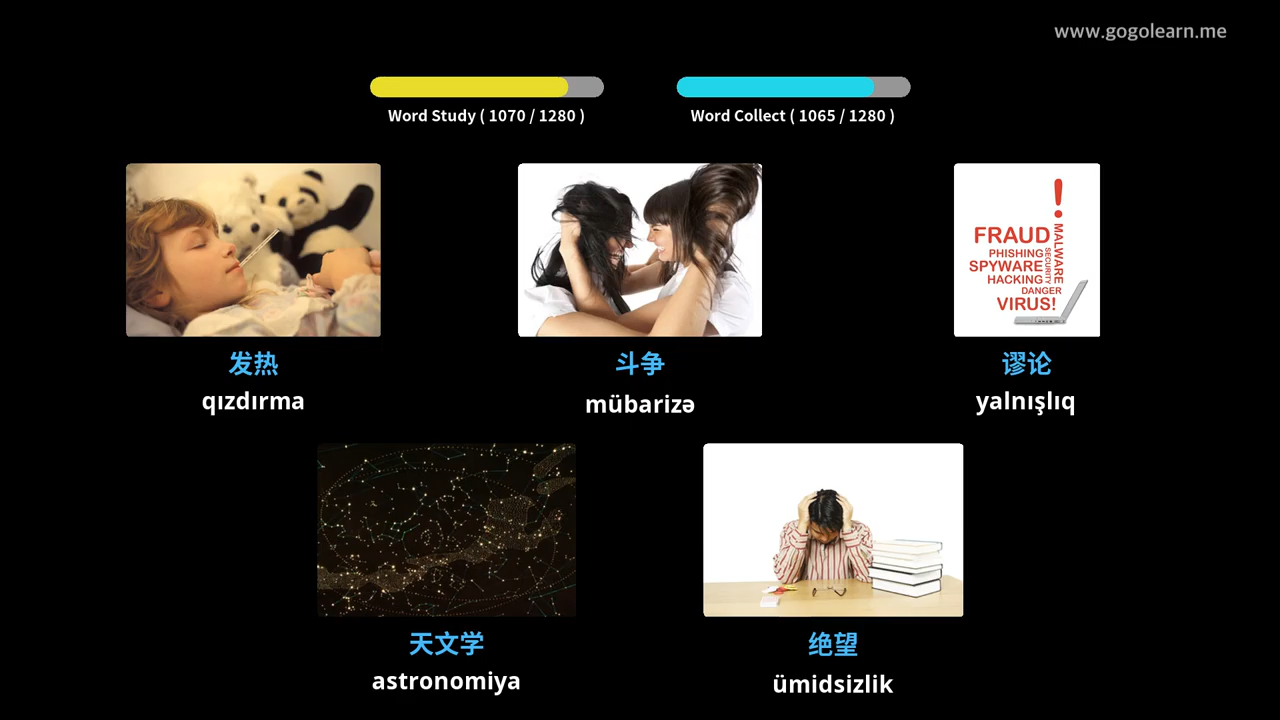 www.gogolearn.me
Word Study ( 1070 / 1280 )
Word Collect ( 1065 / 1280 )
!
FRAUD
MALWARE
PHISHING
SECURITY
SPYWARE
HACKING
DANGER
VIRUS!
发热
斗争
谬论
qızdırma
mübarizə
yalnışlıq
天文学
绝望
astronomiya
ümidsizlik